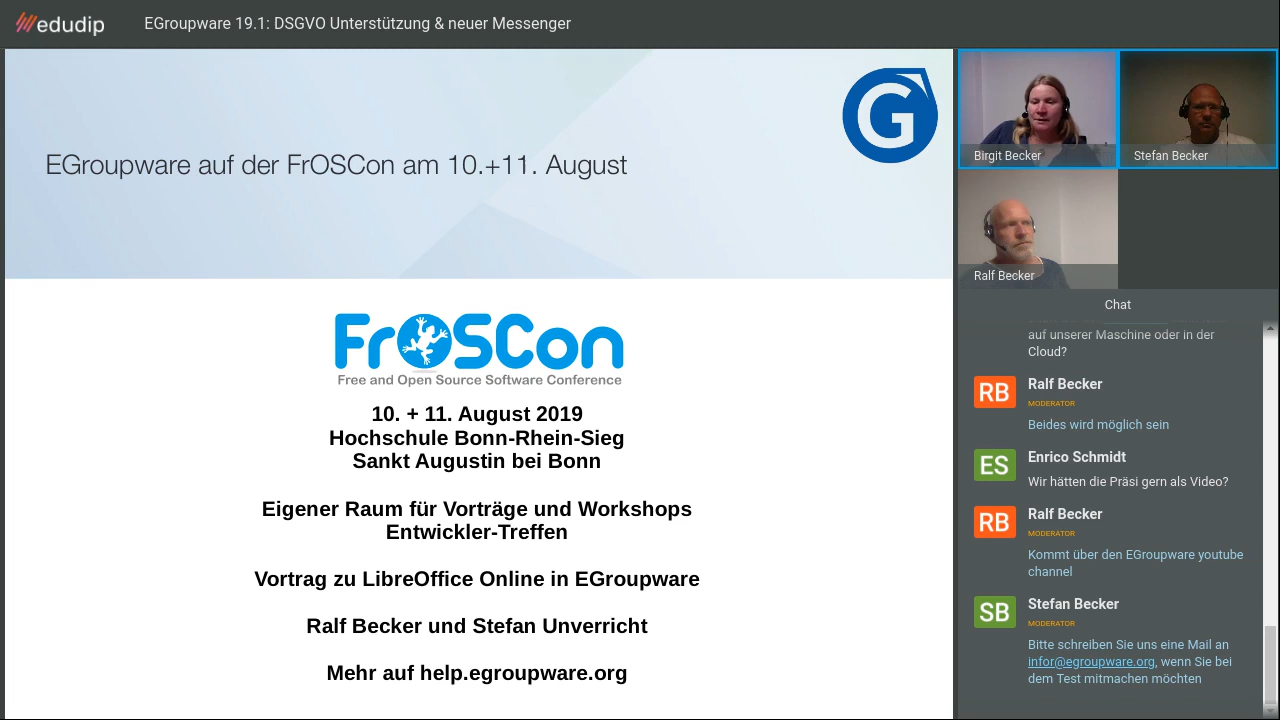 edudip
EGroupware 19.1: DSGVO Unterstützung & neuer Messenger
EGroupware auf der FrOSCon am 10.+11. August
G
FrOSCon
Free and Open Source Software Conference
10. + 11. August 2019
Hochschule Bonn-Rhein-Sieg
Sankt Augustin bei Bonn
Eigener Raum für Vorträge und Workshops
Entwickler-Treffen
Vortrag zu LibreOffice Online in EGroupware
Ralf Becker und Stefan Unverricht
Mehr auf help.egroupware.org
Birgit Becker
Stefan Becker
Ralf Becker
Chat
auf unserer Maschine oder in der
Cloud?
RB
Ralf Becker
MODERATOR
Beides wird möglich sein
ES
Enrico Schmidt
Wir hätten die Präsi gern als Video?
RB
Ralf Becker
MODERATOR
Kommt über den EGroupware youtube
channel
SB
Stefan Becker
MODERATOR
Bitte schreiben Sie uns eine Mail an
infor@egroupware.org, wenn Sie bei
dem Test mitmachen möchten